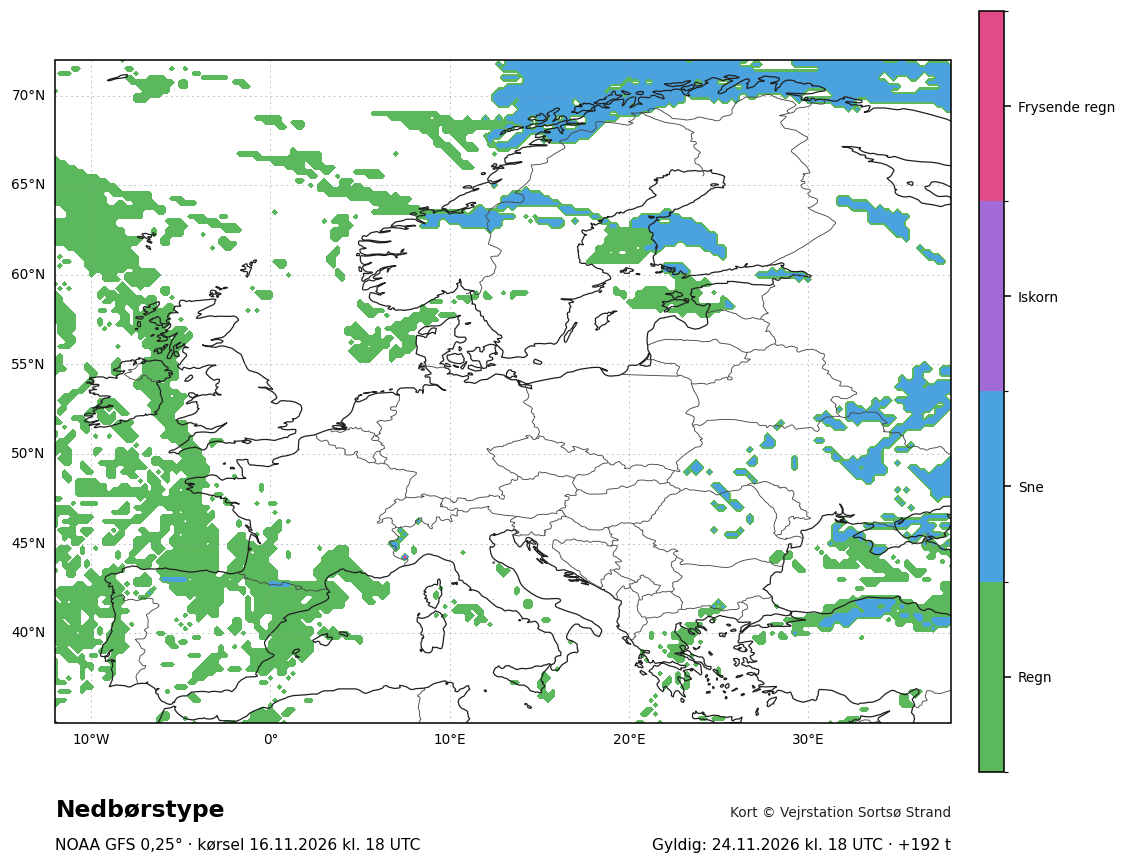 70°N
65°N
60°N
55°N
50°N
45°N
40°N
10°W
0°
10°E
20°E
30°E
Frysende regn
Iskorn
Sne
Regn
Nedbørstype
Kort © Vejrstation Sortsø Strand
NOAA GFS 0,25° · kørsel 16.11.2026 kl. 18 UTC
Gyldig: 24.11.2026 kl. 18 UTC · +192 t